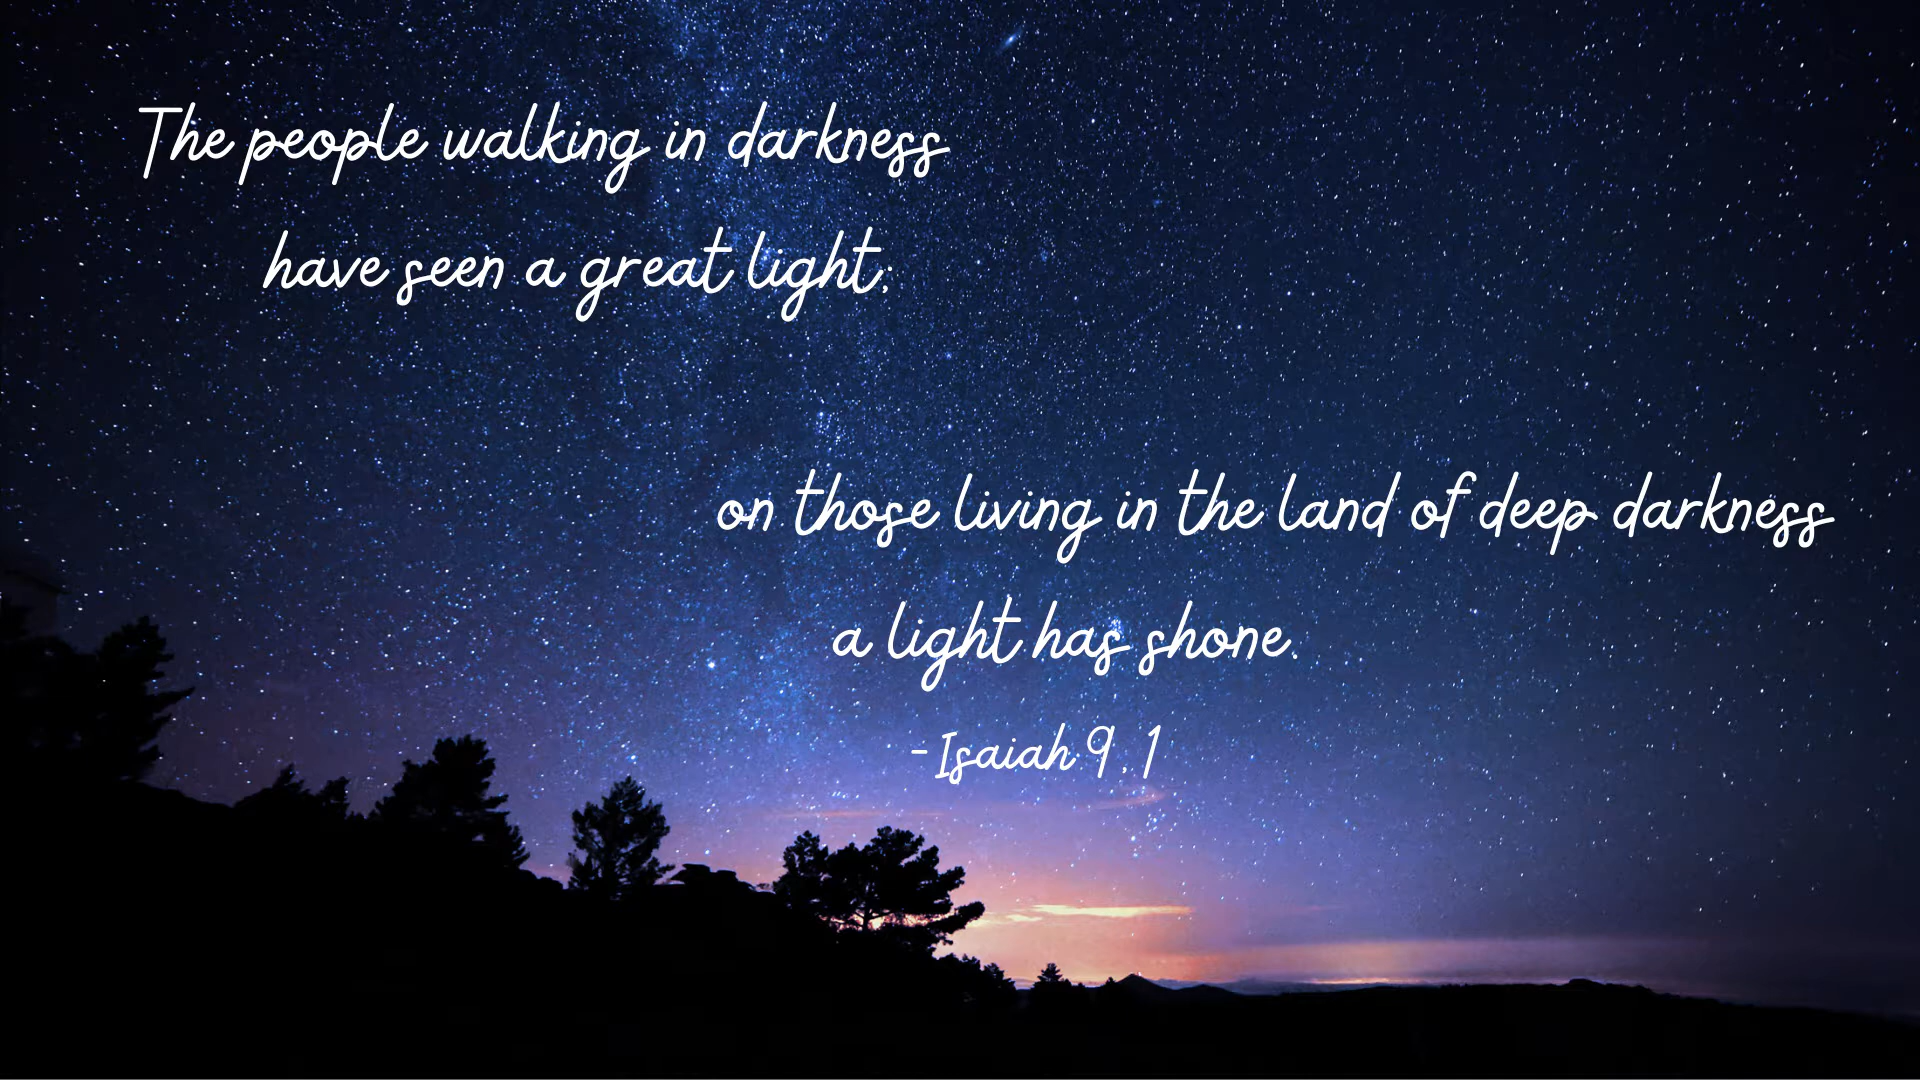 The people walking in darkness
have seen a great light;
on those living in the land of deep darkness
a light has shone.
-Isaiah 9:1